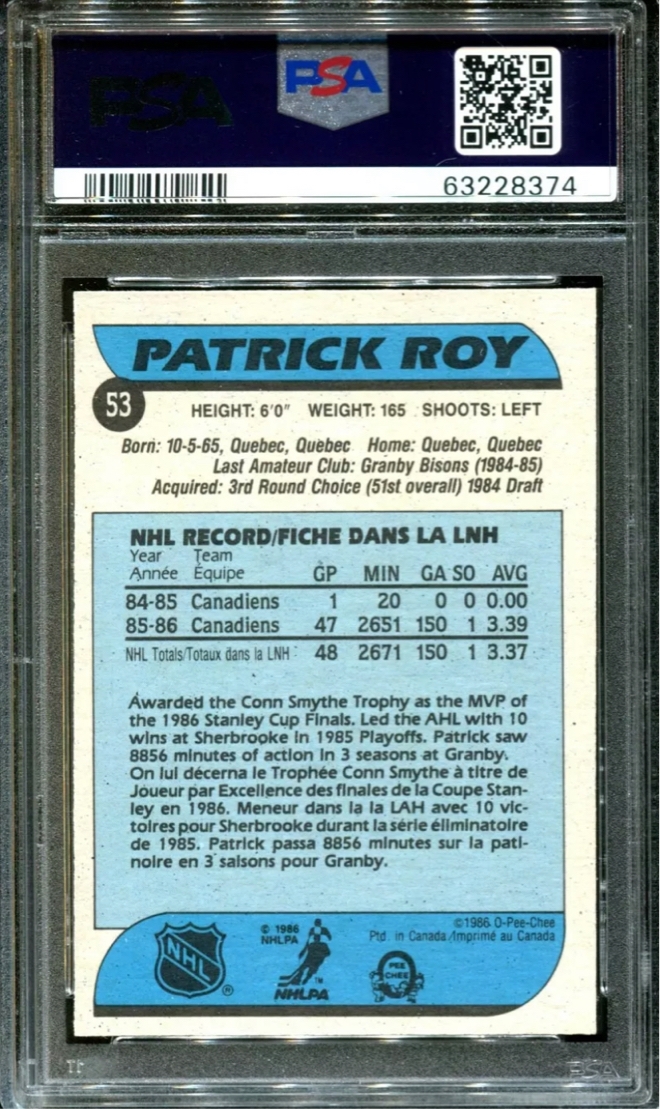 PSA
PSA
63228374
PATRICK ROY
53
HEIGHT: 6'0" WEIGHT: 165 SHOOTS: LEFT
Born: 10-5-65, Quebec, Quebec Home: Quebec, Quebec
Last Amateur Club: Granby Bisons (1984-85)
Acquired: 3rd Round Choice (51st overall) 1984 Draft
NHL RECORD/FICHE DANS LA LNH
Year Team
Année Équipe GP MIN GA SO AVG
84-85 Canadiens 1 20 0 0 0.00
85-86 Canadiens 47 2651 150 1 3.39
NHL Totals/Totaux dans la LNH 48 2671 150 1 3.37
Awarded the Conn Smythe Trophy as the MVP of
the 1986 Stanley Cup Finals. Led the AHL with 10
wins at Sherbrooke in 1985 Playoffs. Patrick saw
8856 minutes of action in 3 seasons at Granby.
On lui décerna le Trophée Conn Smythe à titre de
Joueur par Excellence des finales de la Coupe Stan-
ley en 1986. Meneur dans la la LAH avec 10 vic-
toires pour Sherbrooke durant la série éliminatoire
de 1985. Patrick passa 8856 minutes sur la pati-
noire en 3 saisons pour Granby.
NHL
®
© 1986
NHLPA
TM
NHLPA
PEE
CHEE
©1986 O-Pee-Chee
Ptd. in Canada/Imprimé au Canada
PSA